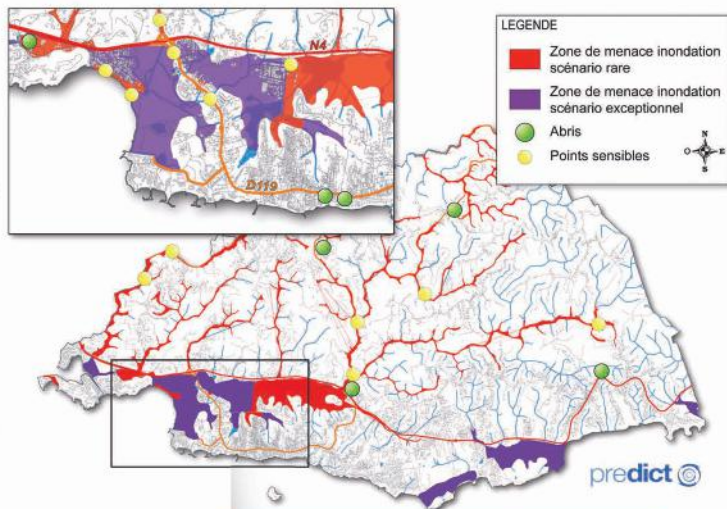 LEGENDE
Zone de menace inondation
scénario rare
Zone de menace inondation
scénario exceptionnel
Abris
Points sensibles
N
O E
S
N4
D119
predict